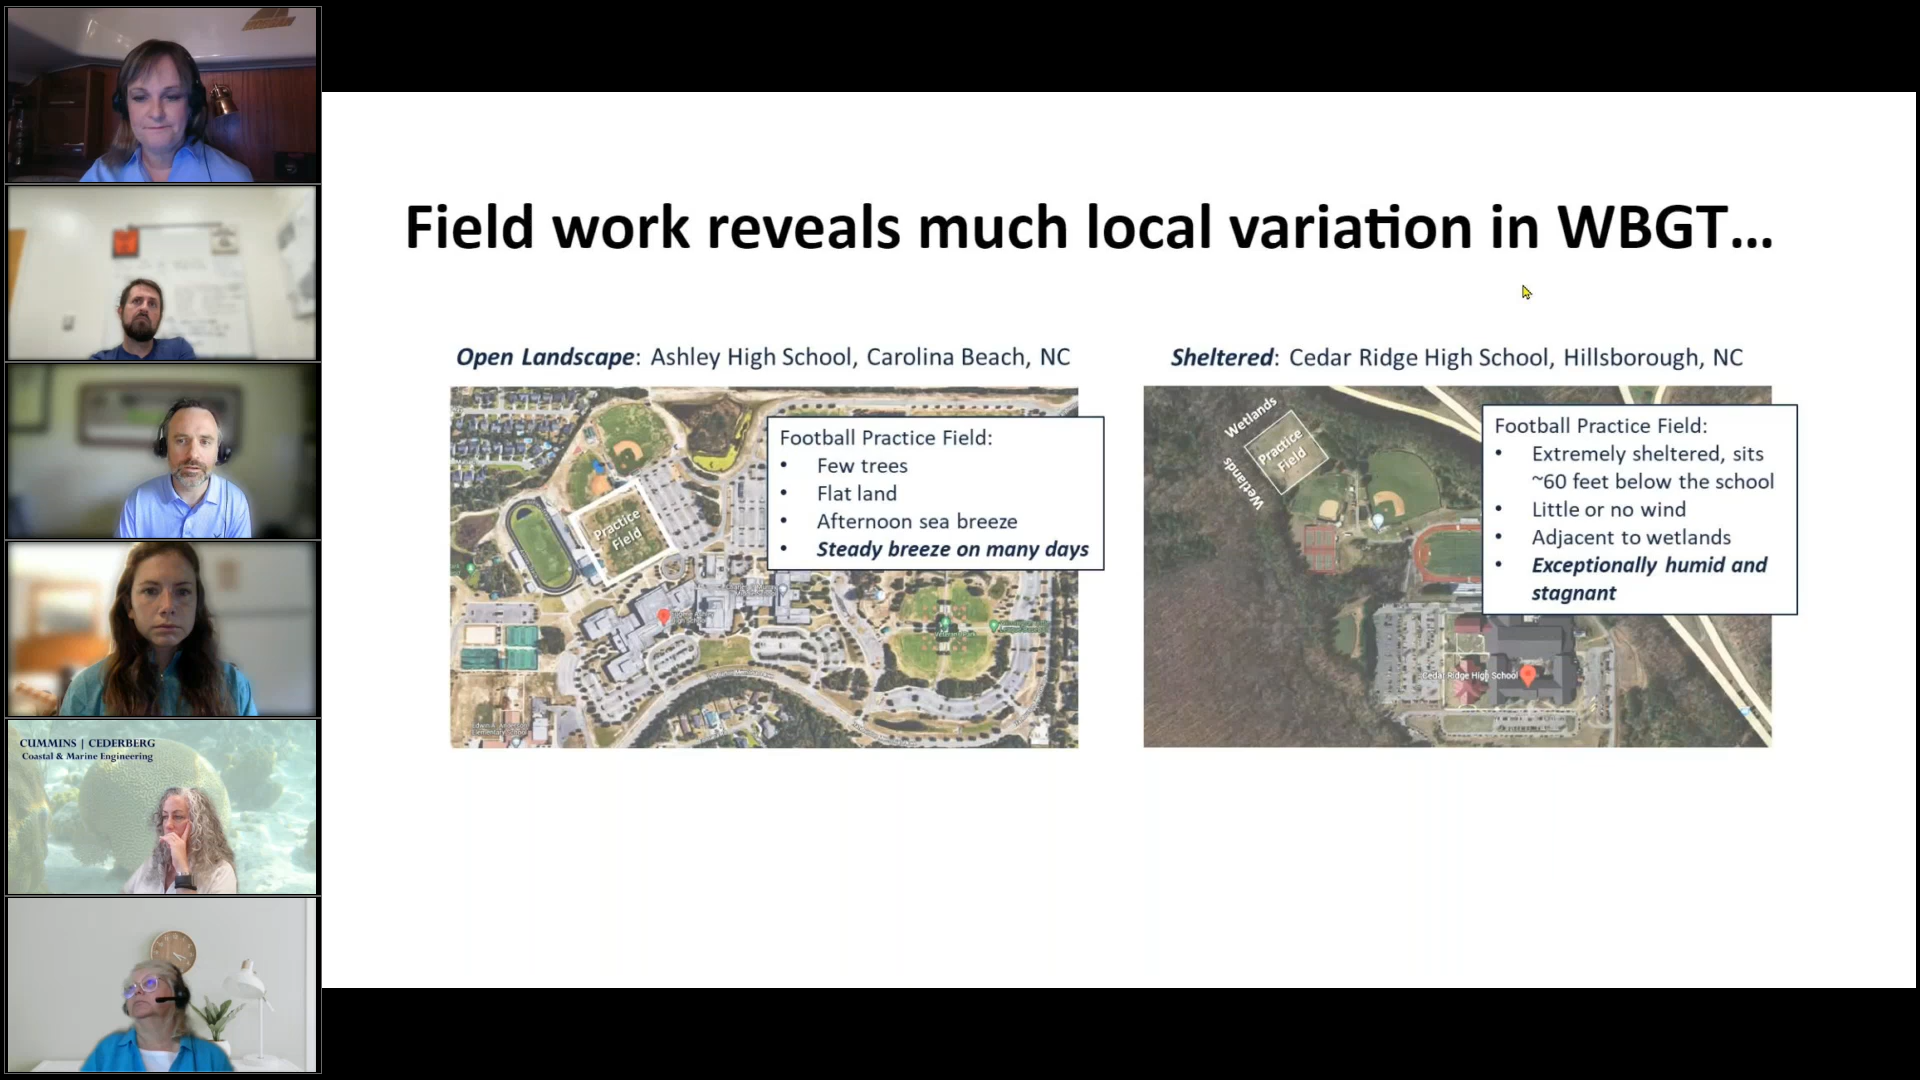 CUMMINS | CEDERBERG
Coastal & Marine Engineering
Field work reveals much local variation in WBGT...
Open Landscape: Ashley High School, Carolina Beach, NC
Practice
Field
Football Practice Field:
• Few trees
• Flat land
• Afternoon sea breeze
• Steady breeze on many days
Sheltered: Cedar Ridge High School, Hillsborough, NC
Wetlands
Wetlands
Practice
Field
Football Practice Field:
• Extremely sheltered, sits
~60 feet below the school
• Little or no wind
• Adjacent to wetlands
• Exceptionally humid and
stagnant
Cedar Ridge High School